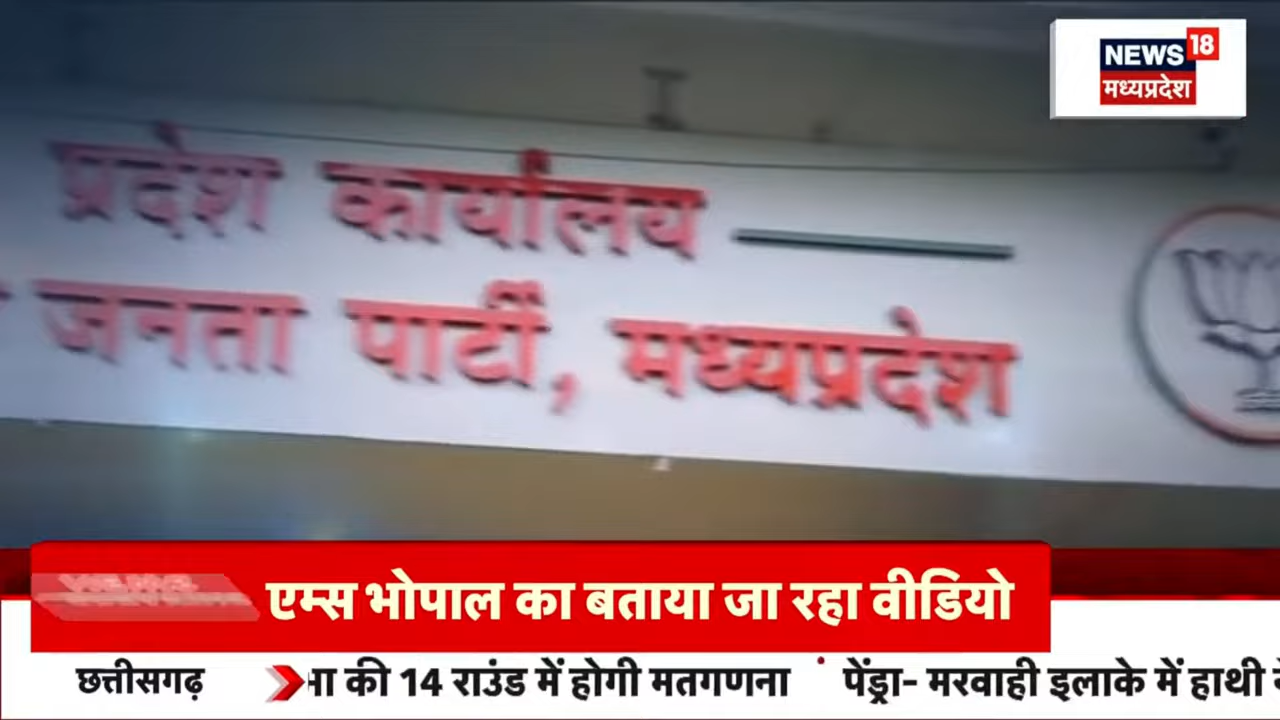 NEWS 18
मध्यप्रदेश
प्रदेश कार्यालय
जनता पार्टी, मध्यप्रदेश
एम्स भोपाल का बताया जा रहा वीडियो
छत्तीसगढ़
की 14 राउंड में होगी मतगणना पेंड्रा- मरवाही इलाके में हाथी